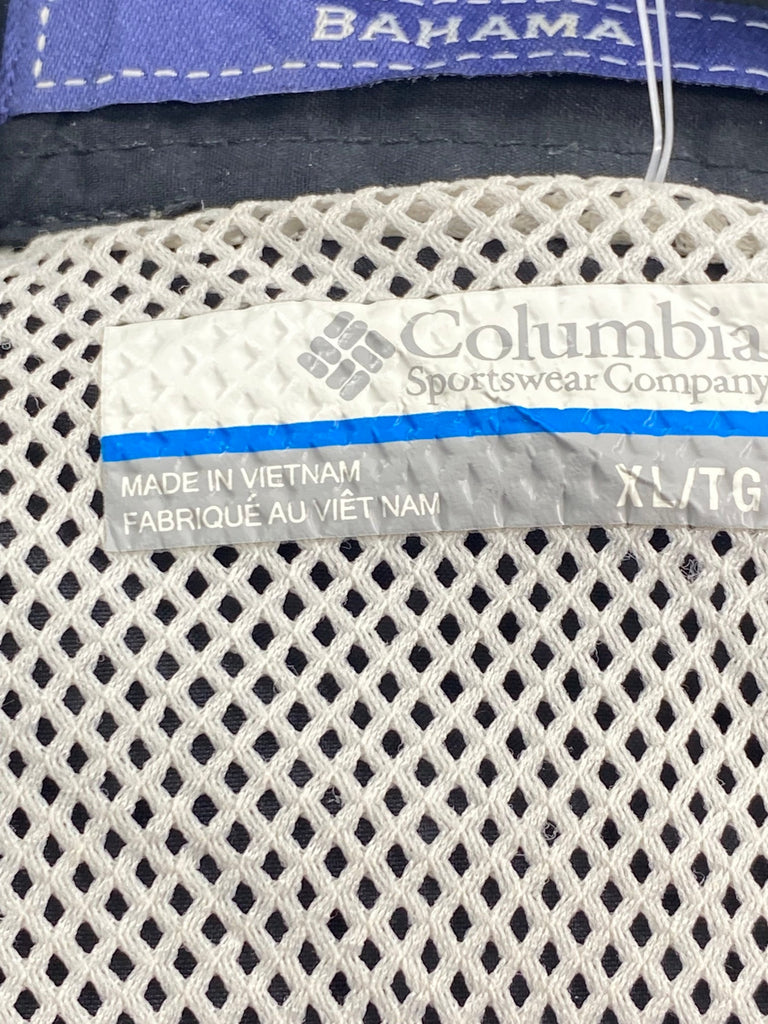 BAHAMA
Columbia
Sportswear Company
MADE IN VIETNAM
FABRIQUÉ AU VIÊT NAM
XL/TG